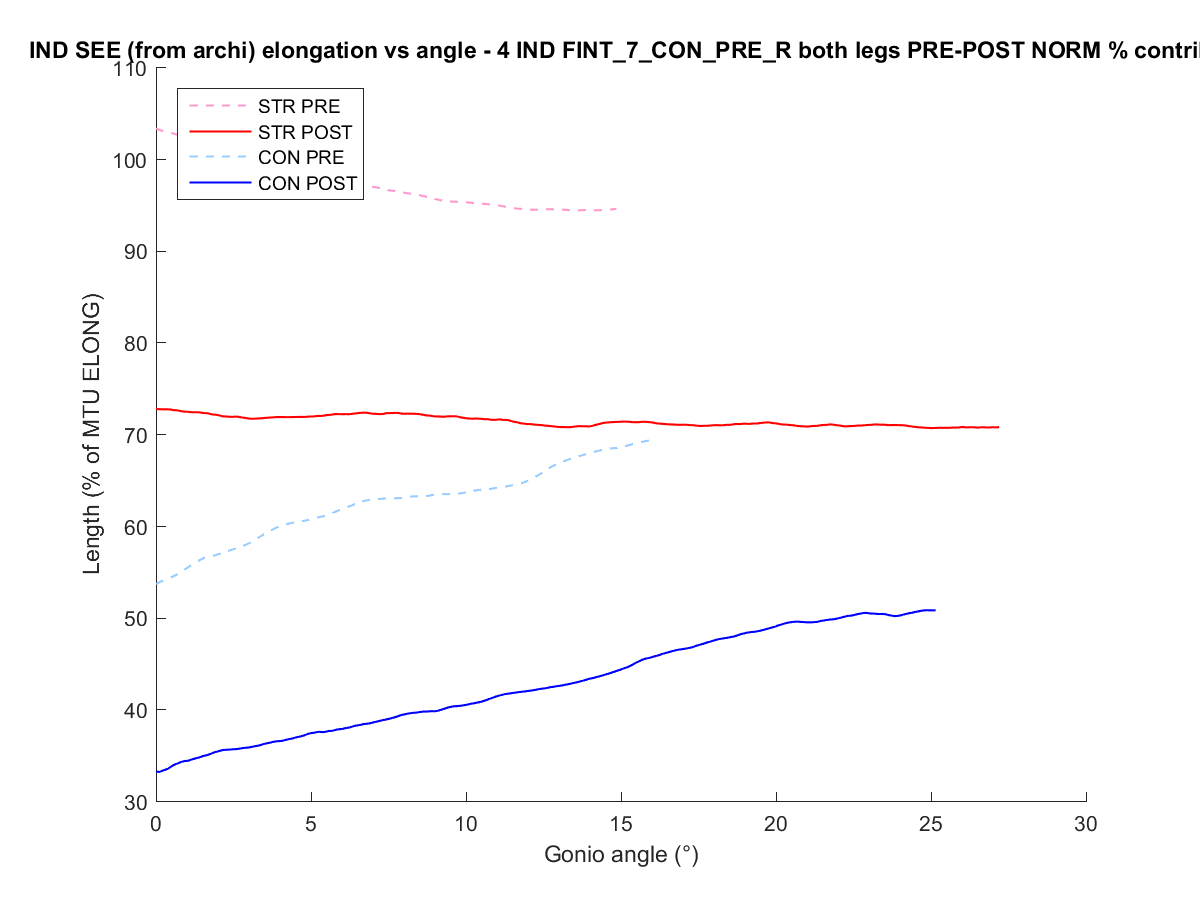 IND SEE (from archi) elongation vs angle - 4 IND FINT_7_CON_PRE_R both legs PRE-POST NORM % contri
110
100
90
80
70
60
50
40
30
Length (% of MTU ELONG)
STR PRE
STR POST
CON PRE
CON POST
0 5 10 15 20 25 30
Gonio angle (°)